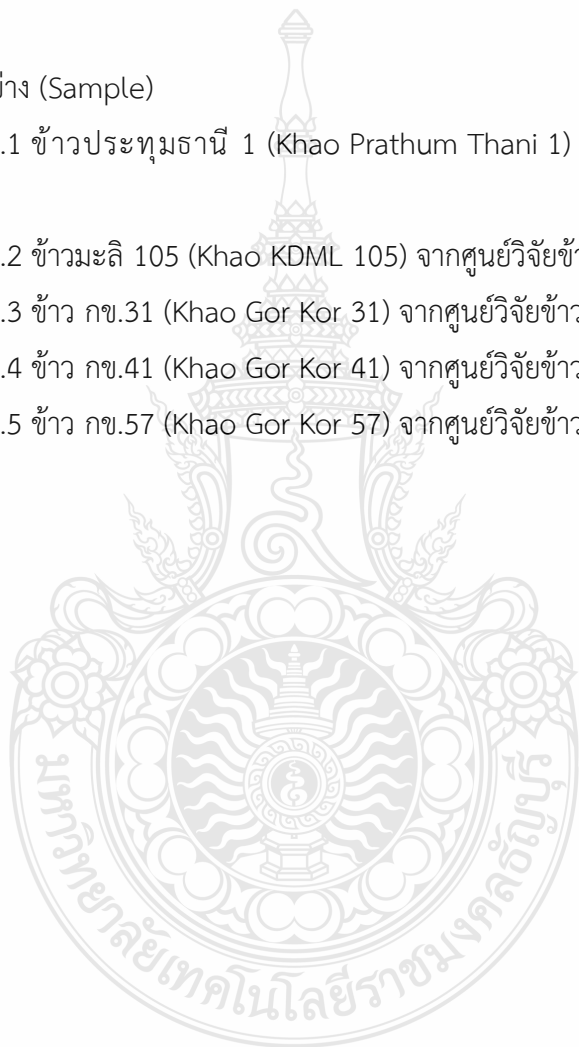 ย่าง (Sample)
.1 ข้าวประทุมธานี 1 (Khao Prathum Thani 1)
.2 ข้าวมะลิ 105 (Khao KDML 105) จากศูนย์วิจัยข้า
.3 ข้าว กข.31 (Khao Gor Kor 31) จากศูนย์วิจัยข้าว
.4 ข้าว กข.41 (Khao Gor Kor 41) จากศูนย์วิจัยข้าว
.5 ข้าว กข.57 (Khao Gor Kor 57) จากศูนย์วิจัยข้าว
มหาวิทยาลัยเทคโนโลยีราชมงคลธัญบุรี